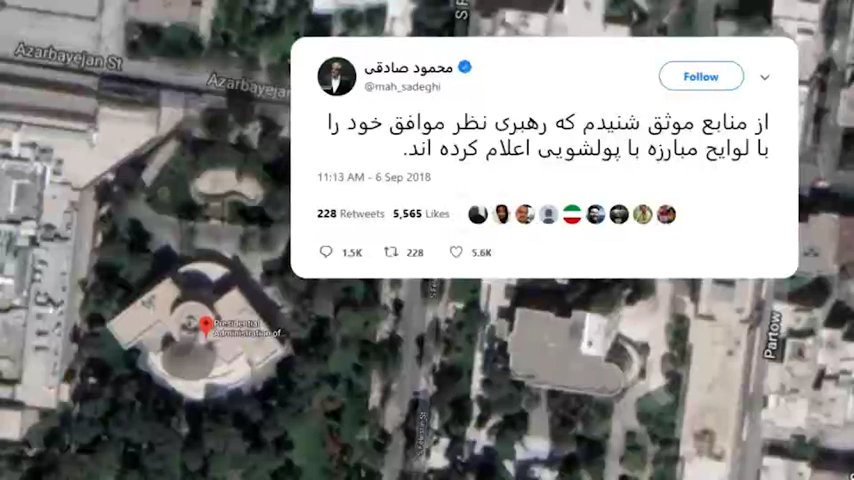 Azarbayejan St
Azarbayejan
محمود صادقی
@mah_sadeghi
Follow
از منابع موثق شنیدم که رهبری نظر موافق خود را
با لوایح مبارزه با پولشویی اعلام کرده اند.
11:13 AM - 6 Sep 2018
228 Retweets 5,565 Likes
1.5K 228 5.6K
Presidential
Administration of...
Partow